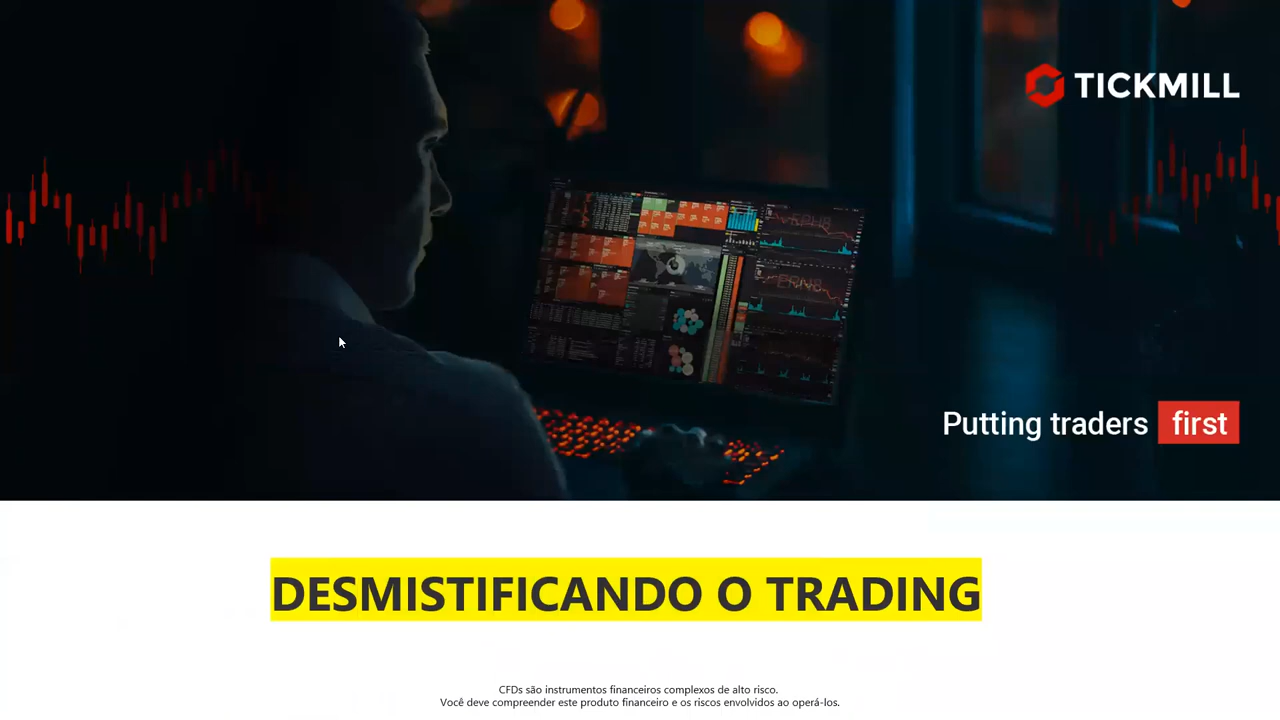 TICKMILL
Putting traders first
DESMISTIFICANDO O TRADING
CFDs são instrumentos financeiros complexos de alto risco.
Você deve compreender este produto financeiro e os riscos envolvidos ao operá-los.